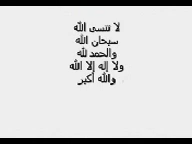 لا تنسى الله
سبحان الله
والحمد لله
ولا إله إلا الله
والله أكبر